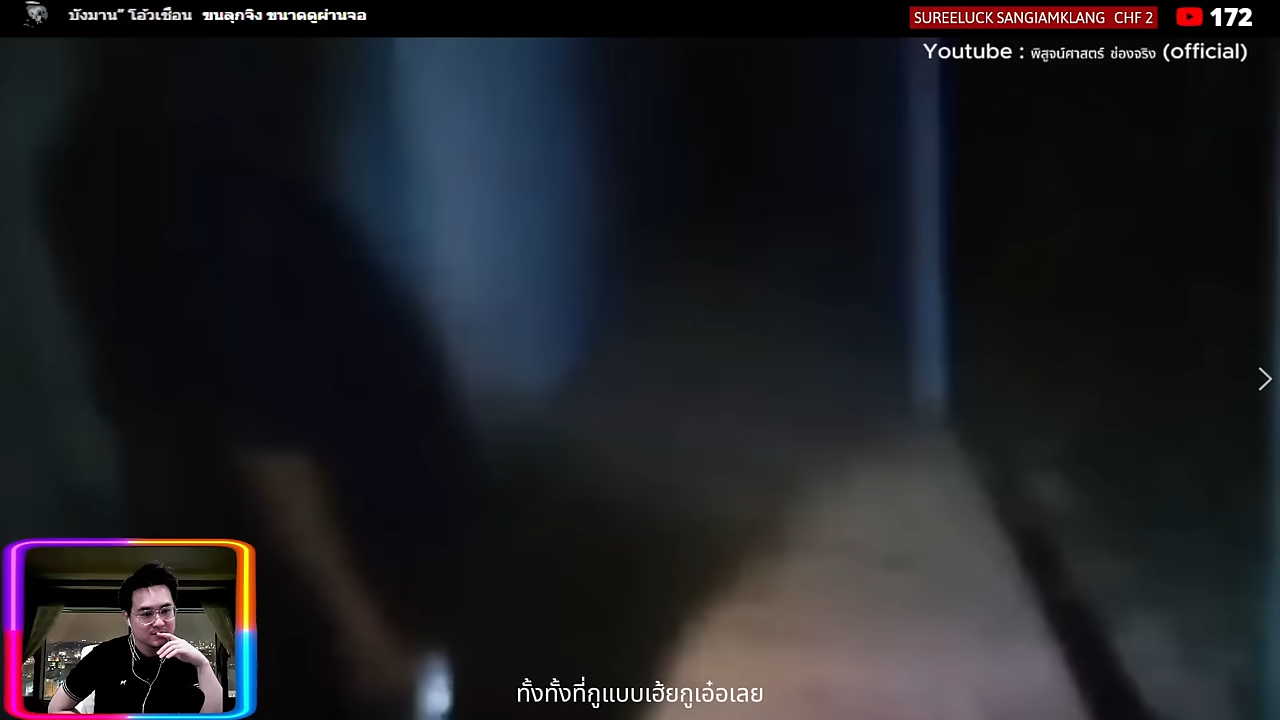 บังมาน" โอ้วเชือน ขนลุกจิง ขนาดดูผ่านจอ
SUREELUCK SANGIAMKLANG CHF 2
172
Youtube : พิสูจน์ศาสตร์ ช่องจริง (official)
ทั้งทั้งที่กูแบบเฮ้ยกูเอ๋อเลย